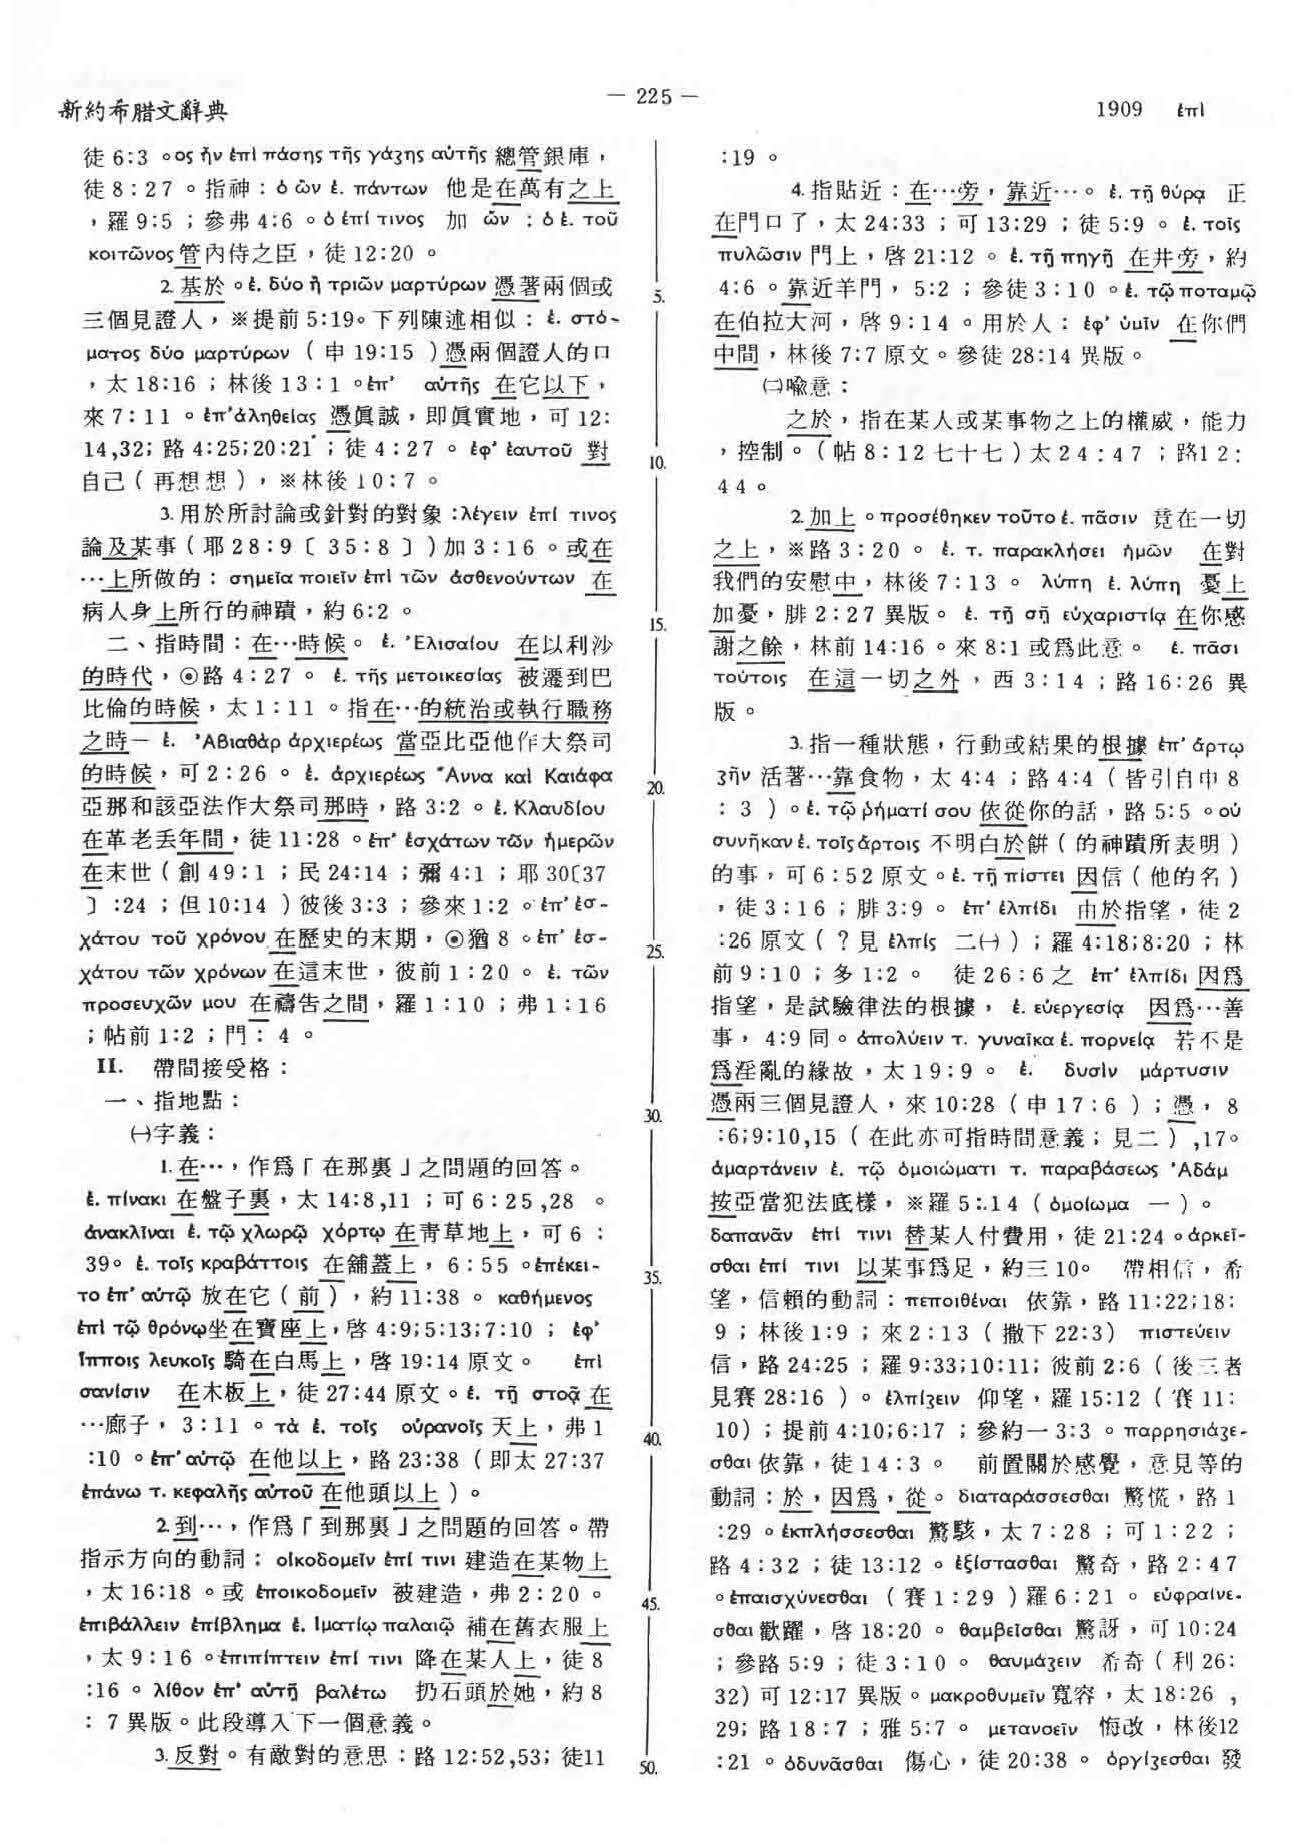 新約希腊文辭典
— 225 —
1909 ἐπί
徒 6:3 。ος ἦν ἐπὶ πάσης τῆς γάζης αὐτῆς 總管銀庫，
徒 8：27 。指神：ὁ ὢν ἐ. πάντων 他是在萬有之上
，羅 9:5 ；參弗 4:6 。ὁ ἐπί τινος 加 ὤν：ὁ ἐ. τοῦ
κοιτῶνος 管內侍之臣，徒 12:20 。
2.基於。ἐ. δύο ἢ τριῶν μαρτύρων 憑著兩個或
三個見證人，※提前 5:19。下列陳述相似：ἐ. στό-
ματος δύο μαρτύρων （申 19:15 ）憑兩個證人的口
，太 18:16 ；林後 13：1 。ἐπ’ αὐτῆς 在它以下，
來 7：11 。ἐπ’ἀληθείας 憑眞誠，即眞實地，可 12:
14,32; 路 4:25;20:21 ；徒 4：27 。ἐφ’ ἑαυτοῦ 對
自己（再想想），※林後 10：7 。
3.用於所討論或針對的對象：λέγειν ἐπί τινος
論及某事（耶 28：9〔 35：8 〕）加 3：16 。或在
…上所做的：σημεῖα ποιεῖν ἐπὶ τῶν ἀσθενούντων 在
病人身上所行的神蹟，約 6:2 。
二、指時間：在…時候。ἐ. Ἐλισαίου 在以利沙
的時代，⦿路 4：27 。ἐ. τῆς μετοικεσίας 被遷到巴
比倫的時候，太 1：11 。指在…的統治或執行職務
之時— ἐ. Ἀβιαθὰρ ἀρχιερέως 當亞比亞他作大祭司
的時候，可 2：26 。ἐ. ἀρχιερέως Ἄννα καὶ Καιάφα
亞那和該亞法作大祭司那時，路 3:2 。ἐ. Κλαυδίου
在革老丟年間，徒 11：28 。ἐπ’ ἐσχάτων τῶν ἡμερῶν
在末世（創 49：1 ；民 24:14 ；彌 4:1 ；耶 30〔37
〕:24 ；但 10:14 ）彼後 3:3 ；參來 1:2 。ἐπ’ ἐσ-
χάτου τοῦ χρόνου 在歷史的末期，⦿猶 8 。ἐπ’ ἐσ-
χάτου τῶν χρόνων 在這末世，彼前 1：20 。ἐ. τῶν
προσευχῶν μου 在禱告之間，羅 1：10 ；弗 1：16
；帖前 1:2 ；門： 4 。
II. 帶間接受格：
一、指地點：
㈠字義：
1.在…，作爲「在那裏」之問題的回答。
ἐ. πίνακι 在盤子裏，太 14:8,11 ；可 6：25,28 。
ἀνακλῖναι ἐ. τῷ χλωρῷ χόρτῳ 在靑草地上，可 6：
39。ἐ. τοῖς κραβάττοις 在舖蓋上，6：55 。ἐπέκει-
το ἐπ’ αὐτῷ 放在它（前），約 11:38 。καθήμενος
ἐπὶ τῷ θρόνῳ坐在寶座上，啓 4:9;5:13;7:10 ；ἐφ’
ἵπποις λευκοῖς 騎在白馬上，啓 19:14 原文。 ἐπὶ
σανίσιν 在木板上，徒 27:44 原文。ἐ. τῇ στοᾷ 在
…廊子，3：11 。τὰ ἐ. τοῖς οὐρανοῖς 天上，弗 1
:10 。ἐπ’ αὐτῷ 在他以上，路 23:38（即太 27:37
ἐπάνω τ. κεφαλῆς αὐτοῦ 在他頭以上）。
2.到…，作爲「到那裏」之問題的回答。帶
指示方向的動詞：οἰκοδομεῖν ἐπί τινι 建造在某物上
，太 16:18 。或 ἐποικοδομεῖν 被建造，弗 2：20 。
ἐπιβάλλειν ἐπίβλημα ἐ. ἱματίῳ παλαιῷ 補在舊衣服上
，太 9：16 。ἐπιπίπτειν ἐπί τινι 降在某人上，徒 8
:16 。λίθον ἐπ’ αὐτῇ βαλέτω 扔石頭於她，約 8
：7 異版。此段導入下一個意義。
3.反對。有敵對的意思：路 12:52,53; 徒11
5.
10.
15.
20.
25.
30.
35.
40.
45.
50.
:19 。
4.指貼近：在…旁，靠近…。ἐ. τῇ θύρᾳ 正
在門口了，太 24:33 ；可 13:29 ；徒 5:9 。ἐ. τοῖς
πυλῶσιν 門上，啓 21:12 。ἐ. τῇ πηγῇ 在井旁，約
4:6 。靠近羊門，5:2 ；參徒 3：10 。ἐ. τῷ ποταμῷ
在伯拉大河，啓 9：14 。用於人：ἐφ’ ὑμῖν 在你們
中間，林後 7:7 原文。參徒 28:14 異版。
㈡喩意：
1.之於，指在某人或某事物之上的權威，能力
，控制。（帖 8：12 七十七）太 24：47 ；路12：
44 。
2.加上。προσέθηκεν τοῦτο ἐ. πᾶσιν 竟在一切
之上，※路 3：20 。ἐ. τ. παρακλήσει ἡμῶν 在對
我們的安慰中，林後 7：13 。λύπη ἐ. λύπη 憂上
加憂，腓 2：27 異版。ἐ. τῇ σῇ εὐχαριστίᾳ 在你感
謝之餘，林前 14:16 。來 8:1 或爲此意。 ἐ. πᾶσι
τούτοις 在這一切之外，西 3：14 ；路 16：26 異
版。
3.指一種狀態，行動或結果的根據 ἐπ’ ἄρτῳ
ζῆν 活著…靠食物，太 4:4 ；路 4:4（皆引自申 8
：3 ）。ἐ. τῷ ῥήματί σου 依從你的話，路 5:5 。οὐ
συνῆκαν ἐ. τοῖς ἄρτοις 不明白於餅（的神蹟所表明）
的事，可 6：52 原文。ἐ. τῇ πίστει 因信（他的名）
，徒 3：16 ；腓 3:9 。ἐπ’ ἐλπίδι 由於指望，徒 2
:26 原文（？見 ἐλπίς 二㈠）；羅 4:18;8:20 ；林
前 9：10 ；多 1:2 。 徒 26：6之 ἐπ’ ἐλπίδι 因爲
指望，是試驗律法的根據，ἐ. εὐεργεσίᾳ 因爲…善
事，4:9 同。ἀπολύειν τ. γυναῖκα ἐ. πορνείᾳ 若不是
爲淫亂的緣故，太 19：9 。ἐ. δυσὶν μάρτυσιν
憑兩三個見證人，來 10:28（申 17：6 ）；憑，8
:6;9:10,15（在此亦可指時間意義；見二）,17。
ἁμαρτάνειν ἐ. τῷ ὁμοιώματι τ. παραβάσεως Ἀδάμ
按亞當犯法底樣，※羅 5：14（ὁμοίωμα 一）。
δαπανᾶν ἐπί τινι 替某人付費用，徒 21:24 。ἀρκεῖ-
σθαι ἐπί τινι 以某事爲足，約三 10。 帶相信，希
望，信賴的動詞：πεποιθέναι 依靠，路 11:22;18:
9 ；林後 1:9 ；來 2：13（撒下 22:3） πιστεύειν
信，路 24:25 ；羅 9:33;10:11; 彼前 2:6（後三者
見賽 28:16 ）。ἐλπίζειν 仰望，羅 15:12（賽 11:
10）；提前 4:10;6:17 ；參約一 3:3 。παρρησιάζε-
σθαι 依靠，徒 14：3 。 前置關於感覺，意見等的
動詞：於，因爲，從。διαταράσσεσθαι 驚慌，路 1
:29 。ἐκπλήσσεσθαι 驚駭，太 7：28 ；可 1：22 ；
路 4：32 ；徒 13:12 。ἐξίστασθαι 驚奇，路 2：47
。ἐπαισχύνεσθαι （賽 1：29 ）羅 6：21 。εὐφραίνε-
σθαι 歡躍，啓 18:20 。θαμβεῖσθαι 驚訝，可 10:24
；參路 5:9 ；徒 3：10 。θαυμάζειν 希奇（利 26:
32）可 12:17 異版。μακροθυμεῖν 寬容，太 18:26 ,
29; 路 18：7 ；雅 5:7 。μετανοεῖν 悔改，林後12
:21 。ὀδυνᾶσθαι 傷心，徒 20:38 。ὀργίζεσθαι 發